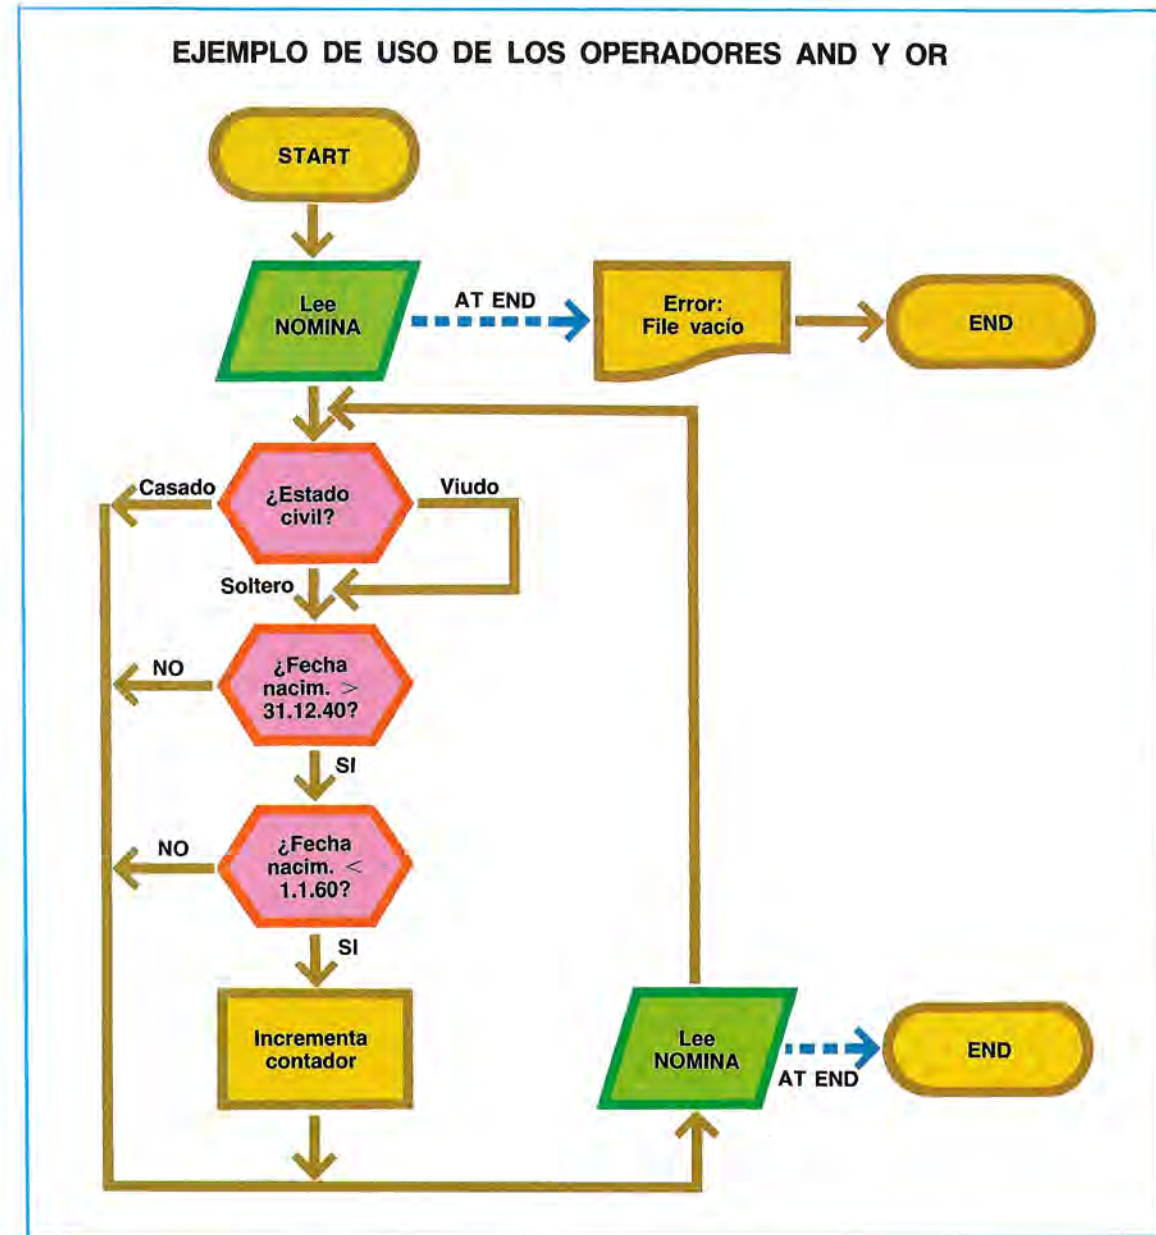 EJEMPLO DE USO DE LOS OPERADORES AND Y OR
START
Lee
NOMINA
AT END
Error:
File vacío
END
Casado
¿Estado
civil?
Viudo
Soltero
NO
¿Fecha
nacim. >
31.12.40?
SI
NO
¿Fecha
nacim. <
1.1.60?
SI
Incrementa
contador
Lee
NOMINA
AT END
END